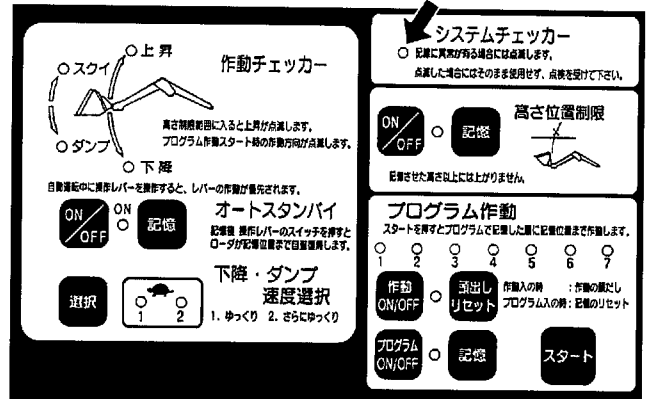 上昇
スクイ
作動チェッカー
高さ制限範囲に入ると上昇が点滅します。
プログラム作動スタート時の作動方向が点滅します。
ダンプ
下降
自動運転中に操作レバーを操作すると、レバーの作動が優先されます。
ON/OFF
ON
記憶
オートスタンバイ
記憶後 操作レバーのスイッチを押すと
ローダが記憶位置まで自動復帰します。
選択
1 2
下降・ダンプ
速度選択
1. ゆっくり 2. さらにゆっくり
システムチェッカー
記憶に異常が有る場合には点滅します。
点滅した場合にはそのまま使用せず、点検を受けて下さい。
ON/OFF
記憶
高さ位置制限
記憶させた高さ以上には上がりません。
プログラム作動
スタートを押すとプログラムで記憶した順に記憶位置まで作動します。
1 2 3 4 5 6 7
作動
ON/OFF
頭出し
リセット
作動入の時 :作動の頭だし
プログラム入の時:記憶のリセット
プログラム
ON/OFF
記憶
スタート